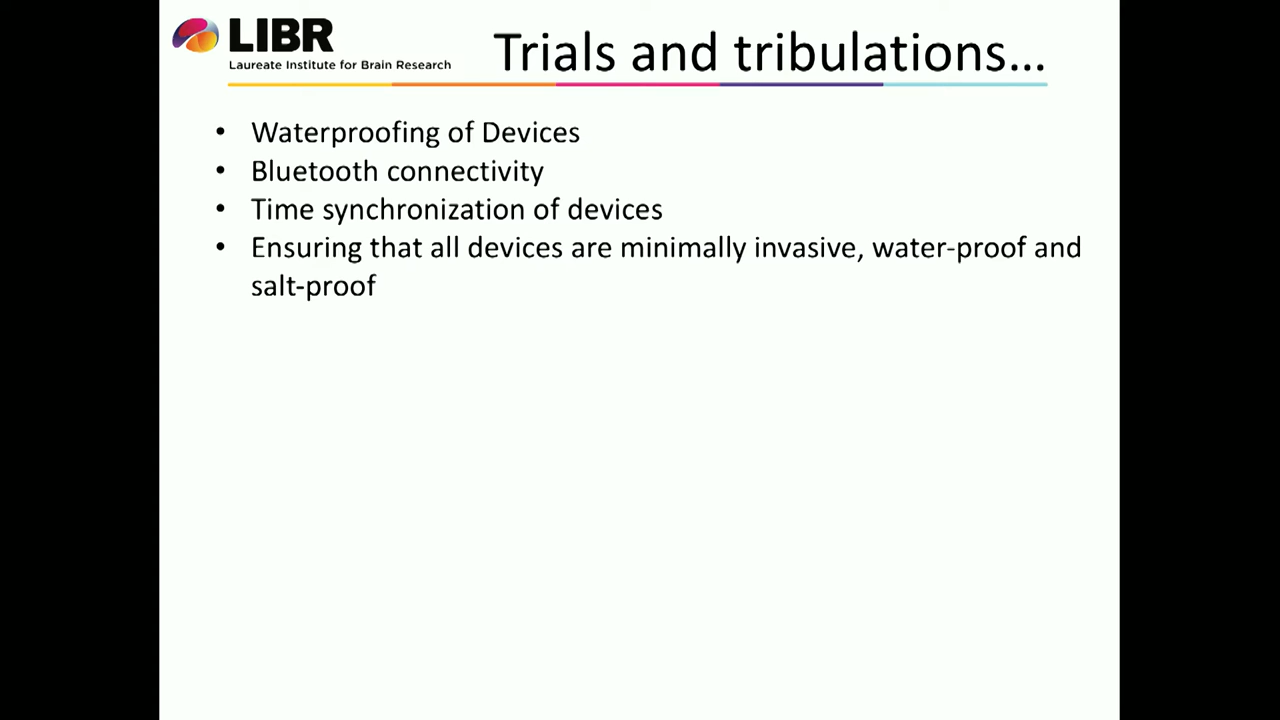 LIBR
Laureate Institute for Brain Research
Trials and tribulations...
• Waterproofing of Devices
• Bluetooth connectivity
• Time synchronization of devices
• Ensuring that all devices are minimally invasive, water-proof and
salt-proof